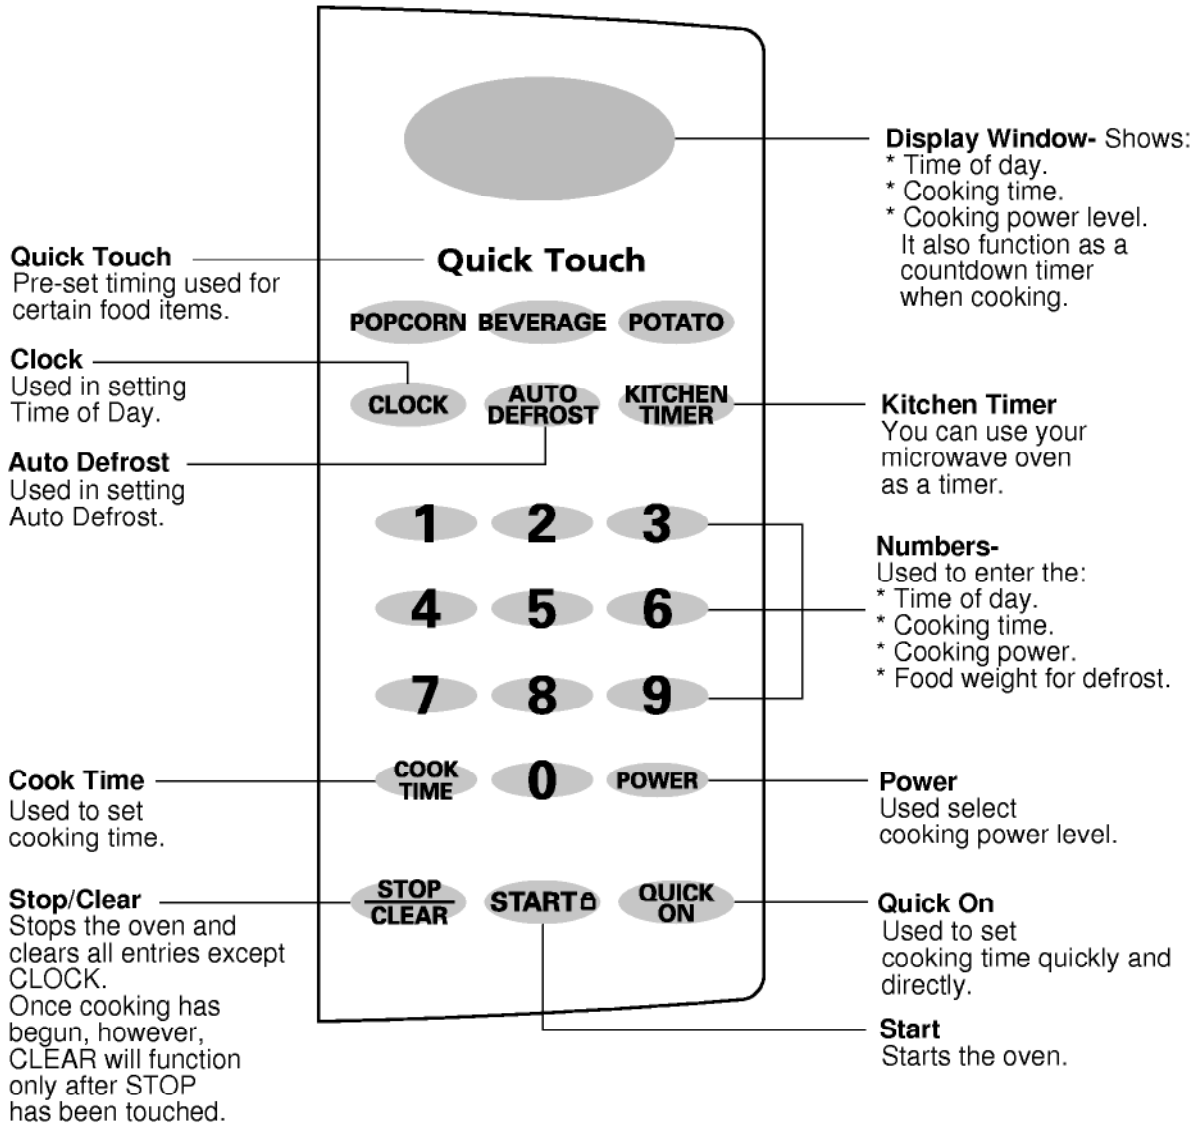 Display Window- Shows:
* Time of day.
* Cooking time.
* Cooking power level.
It also function as a
countdown timer
when cooking.
Quick Touch
Pre-set timing used for
certain food items.
Quick Touch
POPCORN BEVERAGE POTATO
Clock
Used in setting
Time of Day.
CLOCK
AUTO
DEFROST
KITCHEN
TIMER
Kitchen Timer
You can use your
microwave oven
as a timer.
Auto Defrost
Used in setting
Auto Defrost.
1 2 3
4 5 6
7 8 9
Numbers-
Used to enter the:
* Time of day.
* Cooking time.
* Cooking power.
* Food weight for defrost.
Cook Time
Used to set
cooking time.
COOK
TIME
0
POWER
Power
Used select
cooking power level.
Stop/Clear
Stops the oven and
clears all entries except
CLOCK.
Once cooking has
begun, however,
CLEAR will function
only after STOP
has been touched.
STOP
CLEAR
START
QUICK
ON
Quick On
Used to set
cooking time quickly and
directly.
Start
Starts the oven.